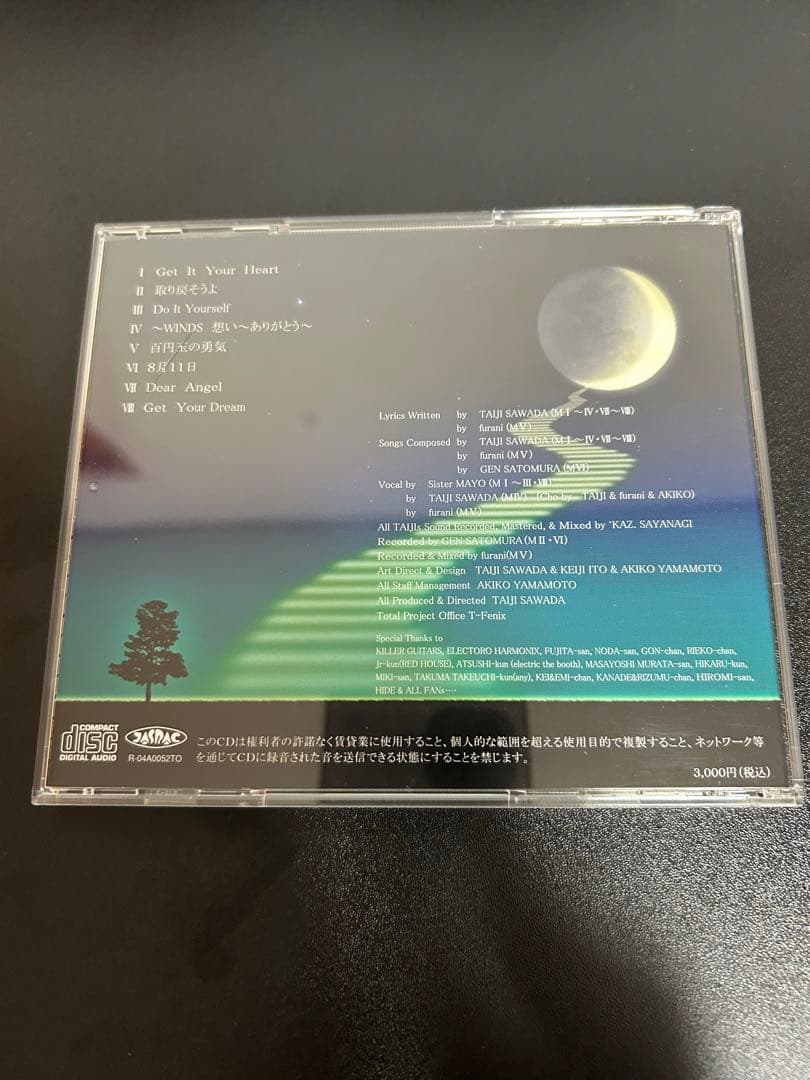 Ⅰ Get It Your Heart
Ⅱ 取り戻そうよ
Ⅲ Do It Yourself
Ⅳ ～WINDS 想い～ありがとう～
Ⅴ 百円玉の勇気
Ⅵ 8月11日
Ⅶ Dear Angel
Ⅷ Get Your Dream
Lyrics Written by TAIJI SAWADA (MⅠ～Ⅳ・Ⅶ～Ⅷ)
by furani (MⅤ)
Songs Composed by TAIJI SAWADA (MⅠ～Ⅳ・Ⅶ～Ⅷ)
by furani (MⅤ)
by GEN SATOMURA (MⅥ)
Vocal by Sister MAYO (MⅠ～Ⅲ・Ⅶ)
by TAIJI SAWADA (MⅣ) (Cho by TAIJI & furani & AKIKO)
by furani (MⅤ)
All TAIJIs Sound Recorded, Mastered, & Mixed by 'KAZ. SAYANAGI
Recorded by GEN SATOMURA (MⅡ・Ⅵ)
Recorded & Mixed by furani(MⅤ)
Art Direct & Design TAIJI SAWADA & KEIJI ITO & AKIKO YAMAMOTO
All Staff Management AKIKO YAMAMOTO
All Produced & Directed TAIJI SAWADA
Total Project Office T-Fenix
Special Thanks to
KILLER GUITARS, ELECTORO HARMONIX, FUJITA-san, NODA-san, GON-chan, RIEKO-chan,
Jr-kun(RED HOUSE), ATSUSHI-kun (electric the booth), MASAYOSHI MURATA-san, HIKARU-kun,
MIKI-san, TAKUMA TAKEUCHI-kun(any), KEI&EMI-chan, KANADE&RIZUMU-chan, HIROMI-san,
HIDE & ALL FANs‥‥
COMPACT
disc
DIGITAL AUDIO
JASRAC
R-04A0052TO
このCDは権利者の許諾なく賃貸業に使用すること、個人的な範囲を超える使用目的で複製すること、ネットワーク等
を通じてCDに録音された音を送信できる状態にすることを禁じます。
3,000円(税込)